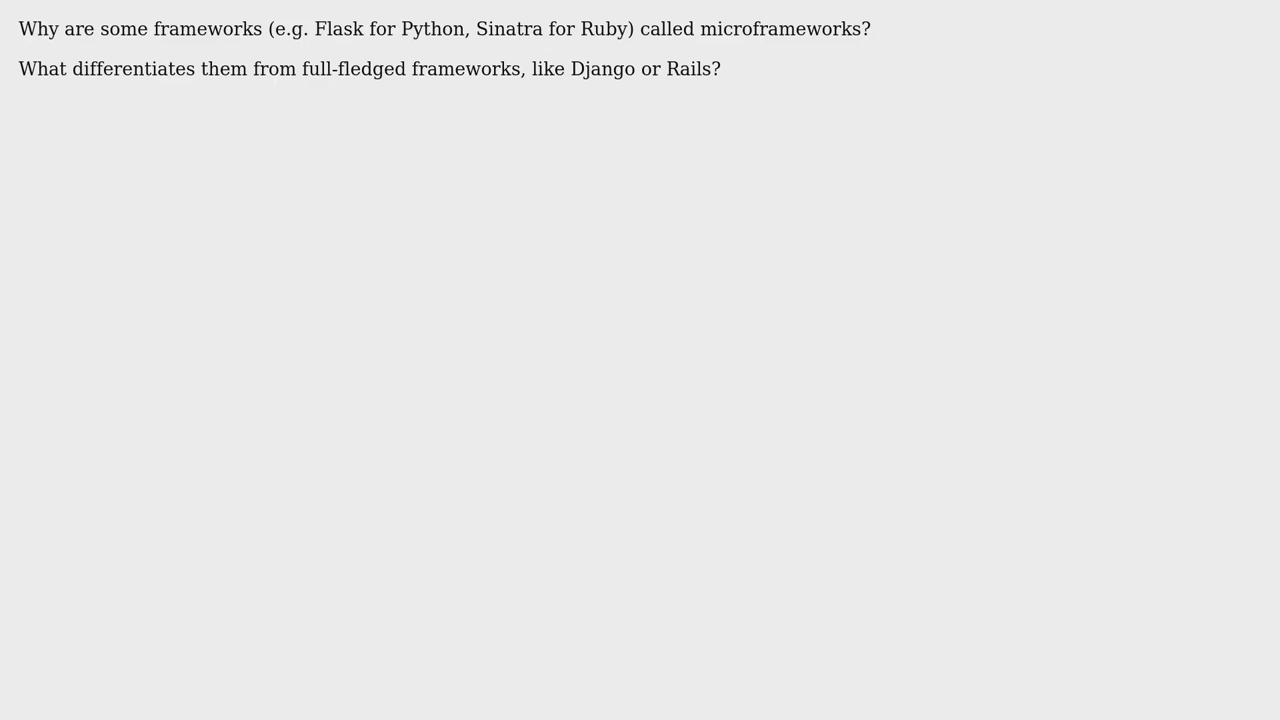 Why are some frameworks (e.g. Flask for Python, Sinatra for Ruby) called microframeworks?
What differentiates them from full-fledged frameworks, like Django or Rails?